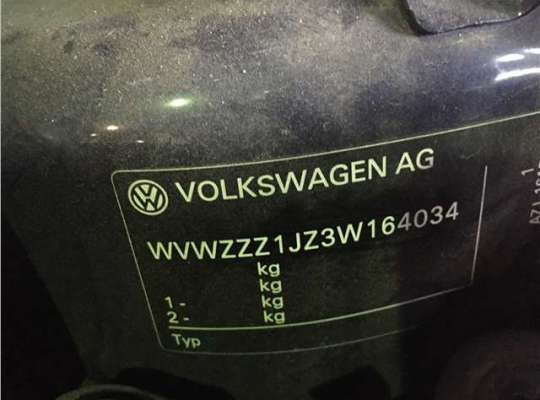 VOLKSWAGEN AG
WVWZZZ1JZ3W164034
kg
kg
1- kg
2- kg
Typ